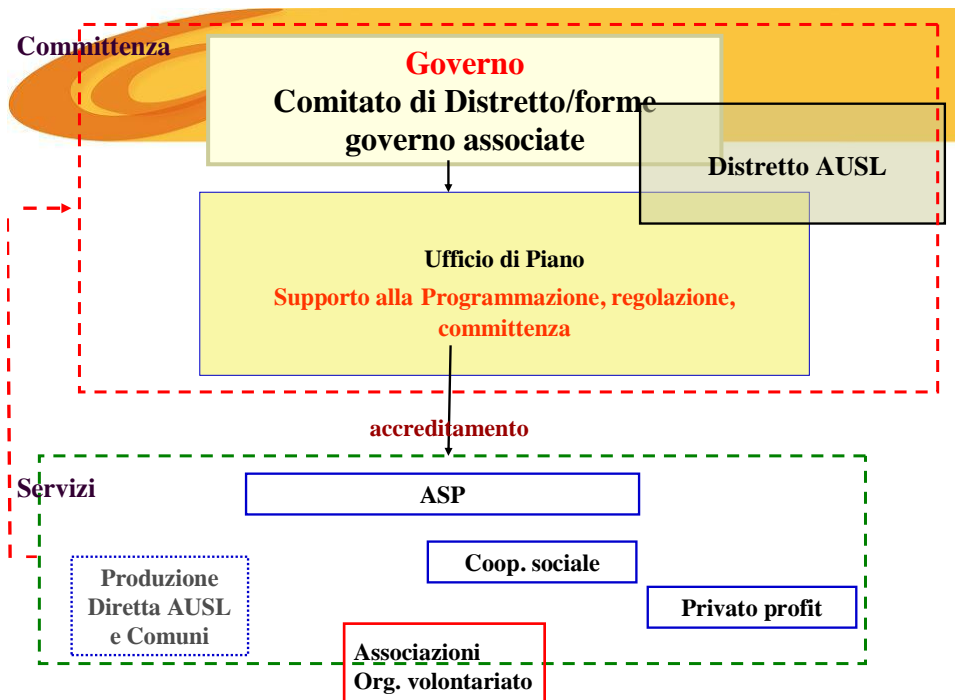 Committenza
Governo
Comitato di Distretto/forme
governo associate
Distretto AUSL
Ufficio di Piano
Supporto alla Programmazione, regolazione,
committenza
accreditamento
Servizi
ASP
Coop. sociale
Produzione
Diretta AUSL
e Comuni
Privato profit
Associazioni
Org. volontariato